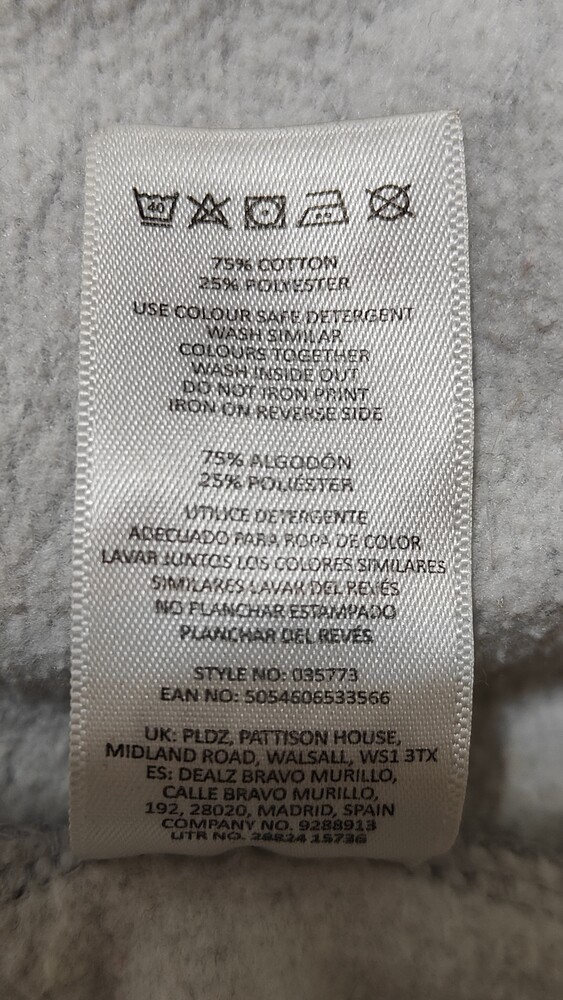 40
75% COTTON
25% POLYESTER
USE COLOUR SAFE DETERGENT
WASH SIMILAR
COLOURS TOGETHER
WASH INSIDE OUT
DO NOT IRON PRINT
IRON ON REVERSE SIDE
75% ALGODÓN
25% POLIÉSTER
UTILICE DETERGENTE
ADECUADO PARA ROPA DE COLOR
LAVAR JUNTOS LOS COLORES SIMILARES
SIMILARES LAVAR DEL REVÉS
NO PLANCHAR ESTAMPADO
PLANCHAR DEL REVÉS
STYLE NO: 035773
EAN NO: 5054606533566
UK: PLDZ, PATTISON HOUSE,
MIDLAND ROAD, WALSALL, WS1 3TX
ES: DEALZ BRAVO MURILLO,
CALLE BRAVO MURILLO,
192, 28020, MADRID, SPAIN
COMPANY NO. 9288913
UTR NO. 28824 15736